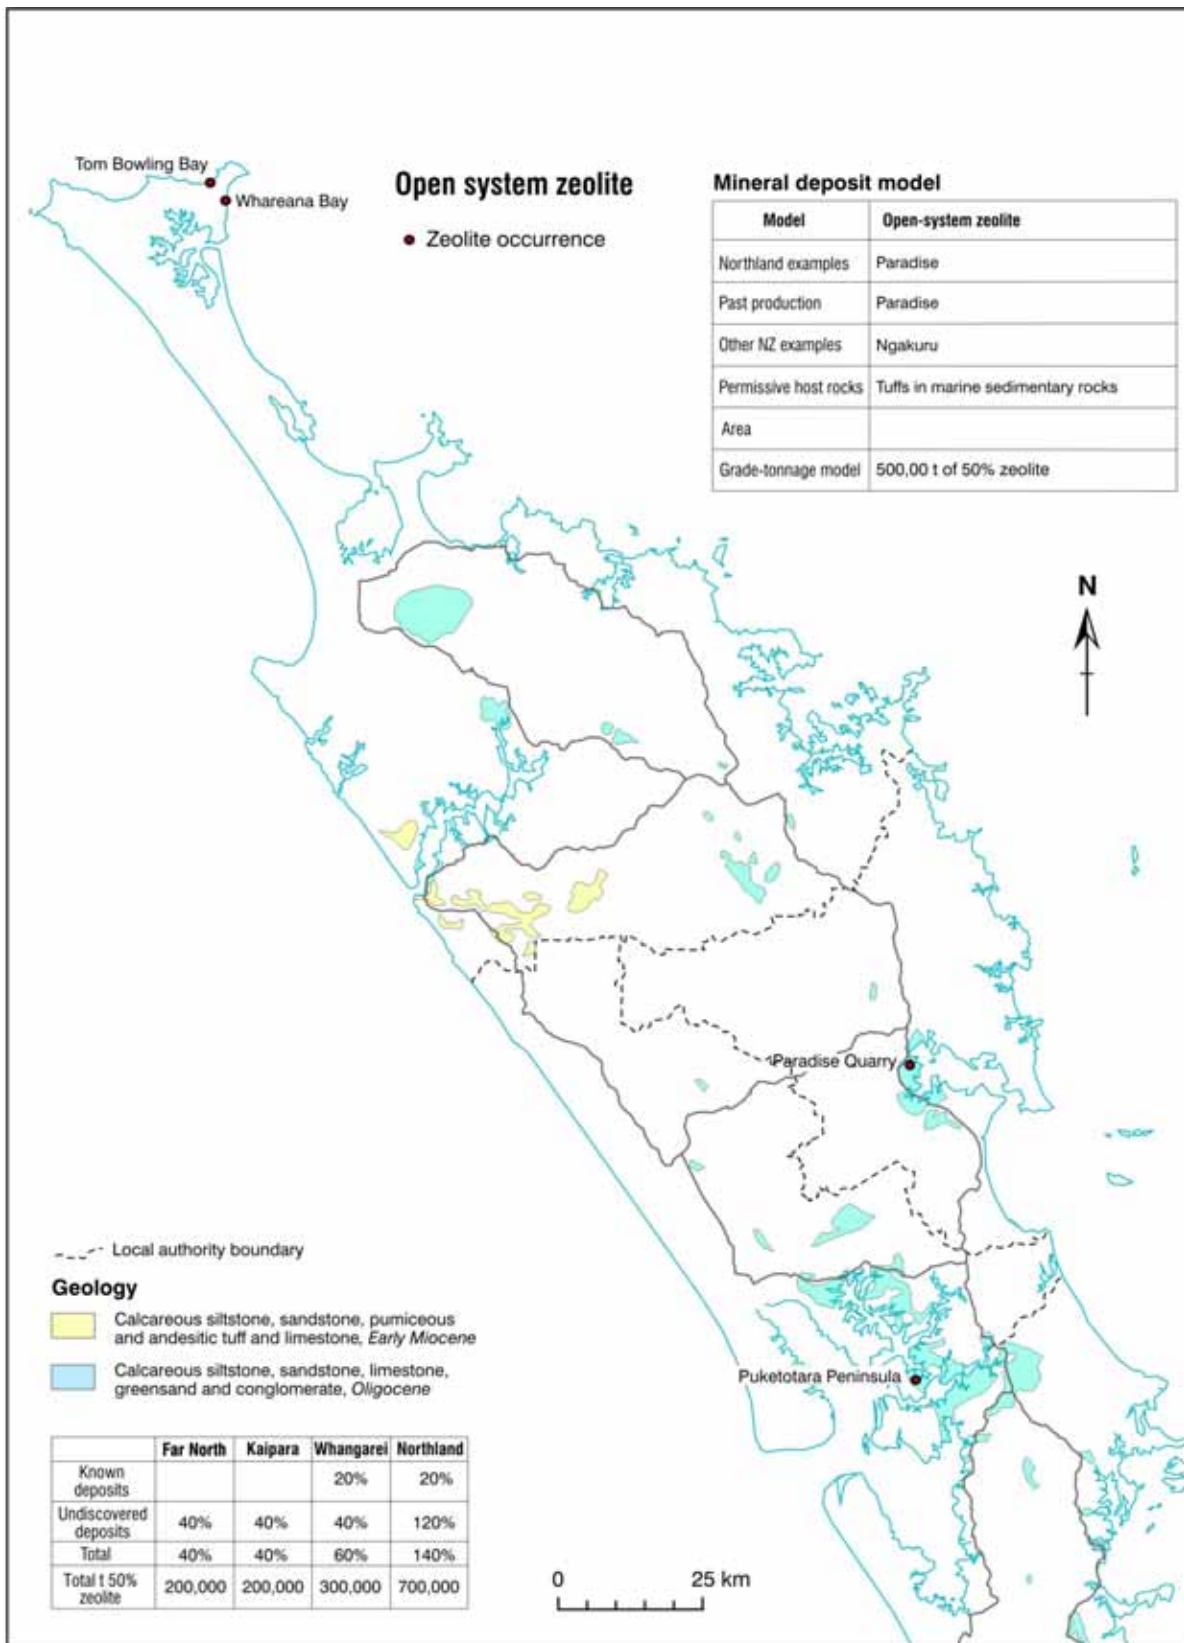 Tom Bowling Bay
Whareana Bay
Open system zeolite
Zeolite occurrence
Mineral deposit model
Model Open-system zeolite
Northland examples Paradise
Past production Paradise
Other NZ examples Ngakuru
Permissive host rocks Tuffs in marine sedimentary rocks
Area
Grade-tonnage model 500,00 t of 50% zeolite
N
Paradise Quarry
Puketotara Peninsula
Local authority boundary
Geology
Calcareous siltstone, sandstone, pumiceous
and andesitic tuff and limestone, Early Miocene
Calcareous siltstone, sandstone, limestone,
greensand and conglomerate, Oligocene
Far North Kaipara Whangarei Northland
Known
deposits 20% 20%
Undiscovered
deposits 40% 40% 40% 120%
Total 40% 40% 60% 140%
Total t 50%
zeolite 200,000 200,000 300,000 700,000
0 25 km